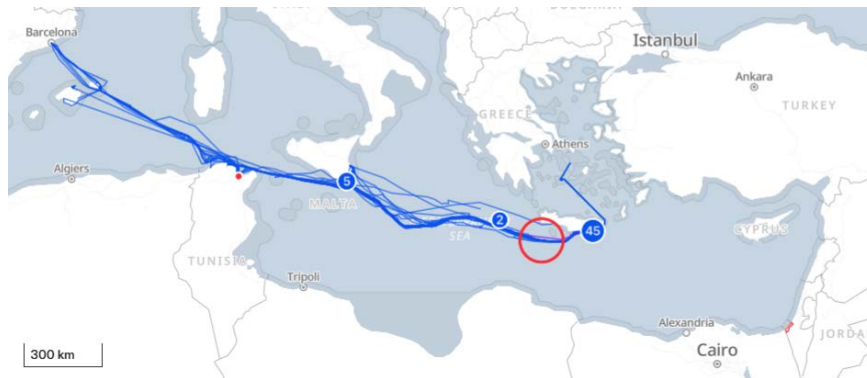 Barcelona
Istanbul
Ankara
TURKEY
GREECE
Athens
Algiers
5
MALTA
2
SEA
45
CYPRUS
TUNISIA
Tripoli
Alexandria
JORDA
Cairo
300 km